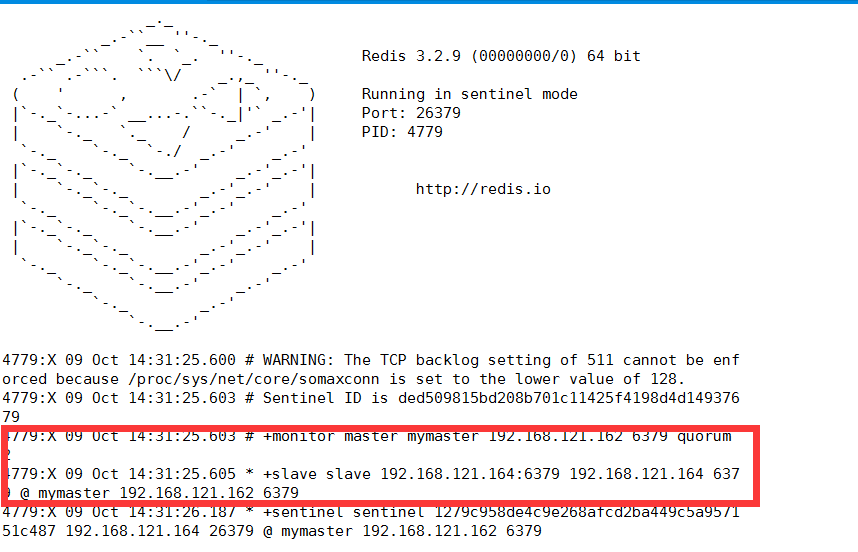 Redis 3.2.9 (00000000/0) 64 bit
Running in sentinel mode
Port: 26379
PID: 4779
http://redis.io
4779:X 09 Oct 14:31:25.600 # WARNING: The TCP backlog setting of 511 cannot be enf
orced because /proc/sys/net/core/somaxconn is set to the lower value of 128.
4779:X 09 Oct 14:31:25.603 # Sentinel ID is ded509815bd208b701c11425f4198d4d149376
79
4779:X 09 Oct 14:31:25.603 # +monitor master mymaster 192.168.121.162 6379 quorum
2
4779:X 09 Oct 14:31:25.605 * +slave slave 192.168.121.164:6379 192.168.121.164 637
9 @ mymaster 192.168.121.162 6379
4779:X 09 Oct 14:31:26.187 * +sentinel sentinel 1279c958de4c9e268afcd2ba449c5a9571
51c487 192.168.121.164 26379 @ mymaster 192.168.121.162 6379